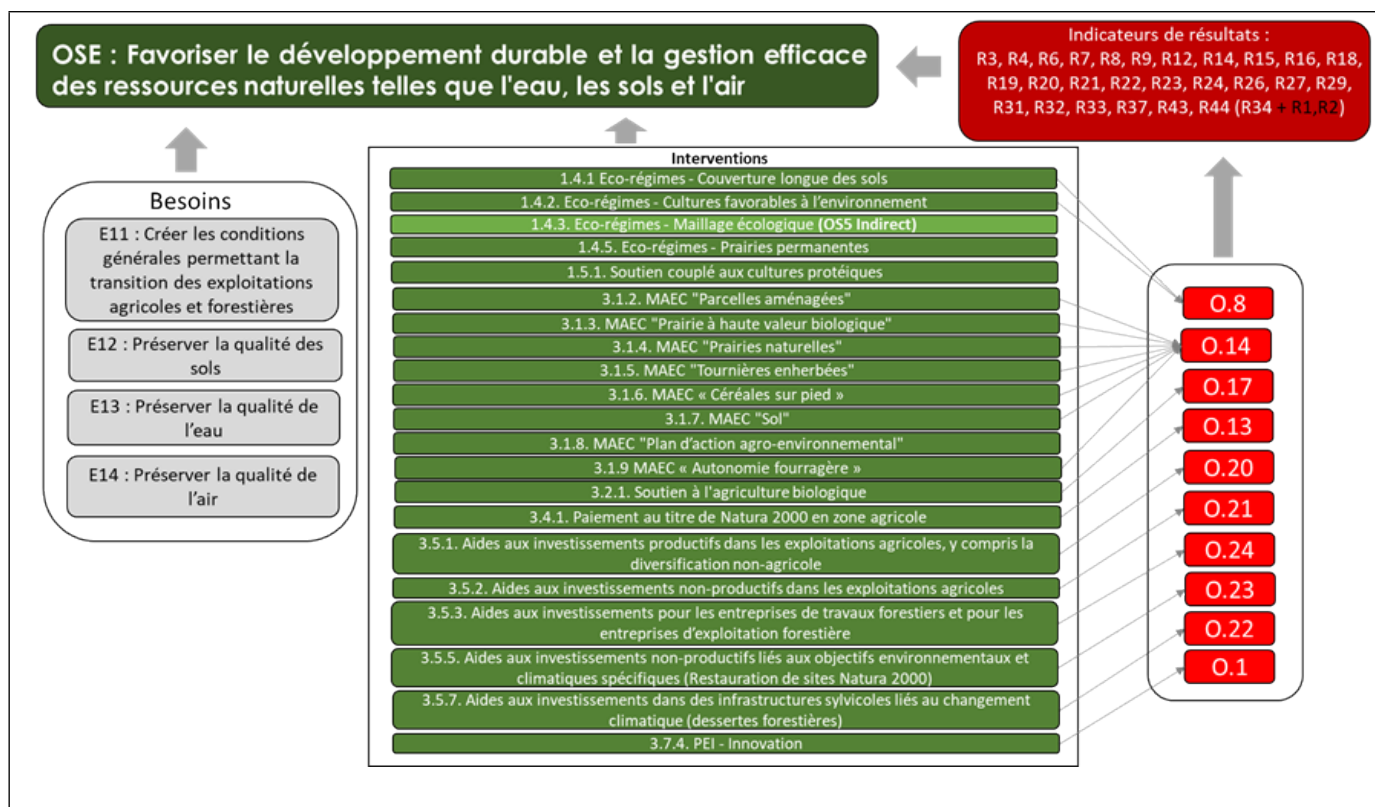 OSE : Favoriser le développement durable et la gestion efficace
des ressources naturelles telles que l'eau, les sols et l'air
Indicateurs de résultats :
R3, R4, R6, R7, R8, R9, R12, R14, R15, R16, R18,
R19, R20, R21, R22, R23, R24, R26, R27, R29,
R31, R32, R33, R37, R43, R44 (R34 + R1,R2)
Besoins
E11 : Créer les conditions
générales permettant la
transition des exploitations
agricoles et forestières
E12 : Préserver la qualité des
sols
E13 : Préserver la qualité de
l'eau
E14 : Préserver la qualité de
l'air
Interventions
1.4.1 Eco-régimes - Couverture longue des sols
1.4.2. Eco-régimes - Cultures favorables à l'environnement
1.4.3. Eco-régimes - Maillage écologique (OS5 Indirect)
1.4.5. Eco-régimes - Prairies permanentes
1.5.1. Soutien couplé aux cultures protéiques
3.1.2. MAEC "Parcelles aménagées"
3.1.3. MAEC "Prairie à haute valeur biologique"
3.1.4. MAEC "Prairies naturelles"
3.1.5. MAEC "Tournières enherbées"
3.1.6. MAEC « Céréales sur pied »
3.1.7. MAEC "Sol"
3.1.8. MAEC "Plan d'action agro-environnemental"
3.1.9 MAEC « Autonomie fourragère »
3.2.1. Soutien à l'agriculture biologique
3.4.1. Paiement au titre de Natura 2000 en zone agricole
3.5.1. Aides aux investissements productifs dans les exploitations agricoles, y compris la
diversification non-agricole
3.5.2. Aides aux investissements non-productifs dans les exploitations agricoles
3.5.3. Aides aux investissements pour les entreprises de travaux forestiers et pour les
entreprises d'exploitation forestière
3.5.5. Aides aux investissements non-productifs liés aux objectifs environnementaux et
climatiques spécifiques (Restauration de sites Natura 2000)
3.5.7. Aides aux investissements dans des infrastructures sylvicoles liés au changement
climatique (dessertes forestières)
3.7.4. PEI - Innovation
O.8
O.14
O.17
O.13
O.20
O.21
O.24
O.23
O.22
O.1